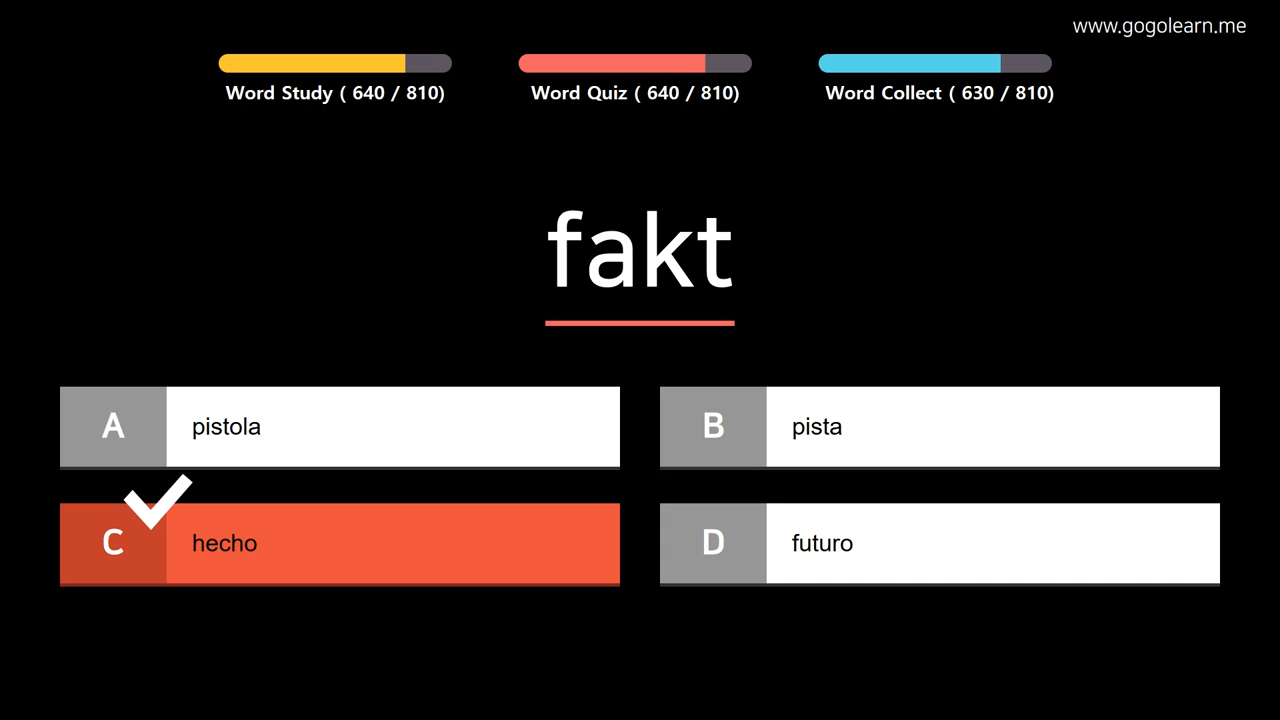 www.gogolearn.me
Word Study ( 640 / 810)
Word Quiz ( 640 / 810)
Word Collect ( 630 / 810)
fakt
A pistola
B pista
C hecho
D futuro